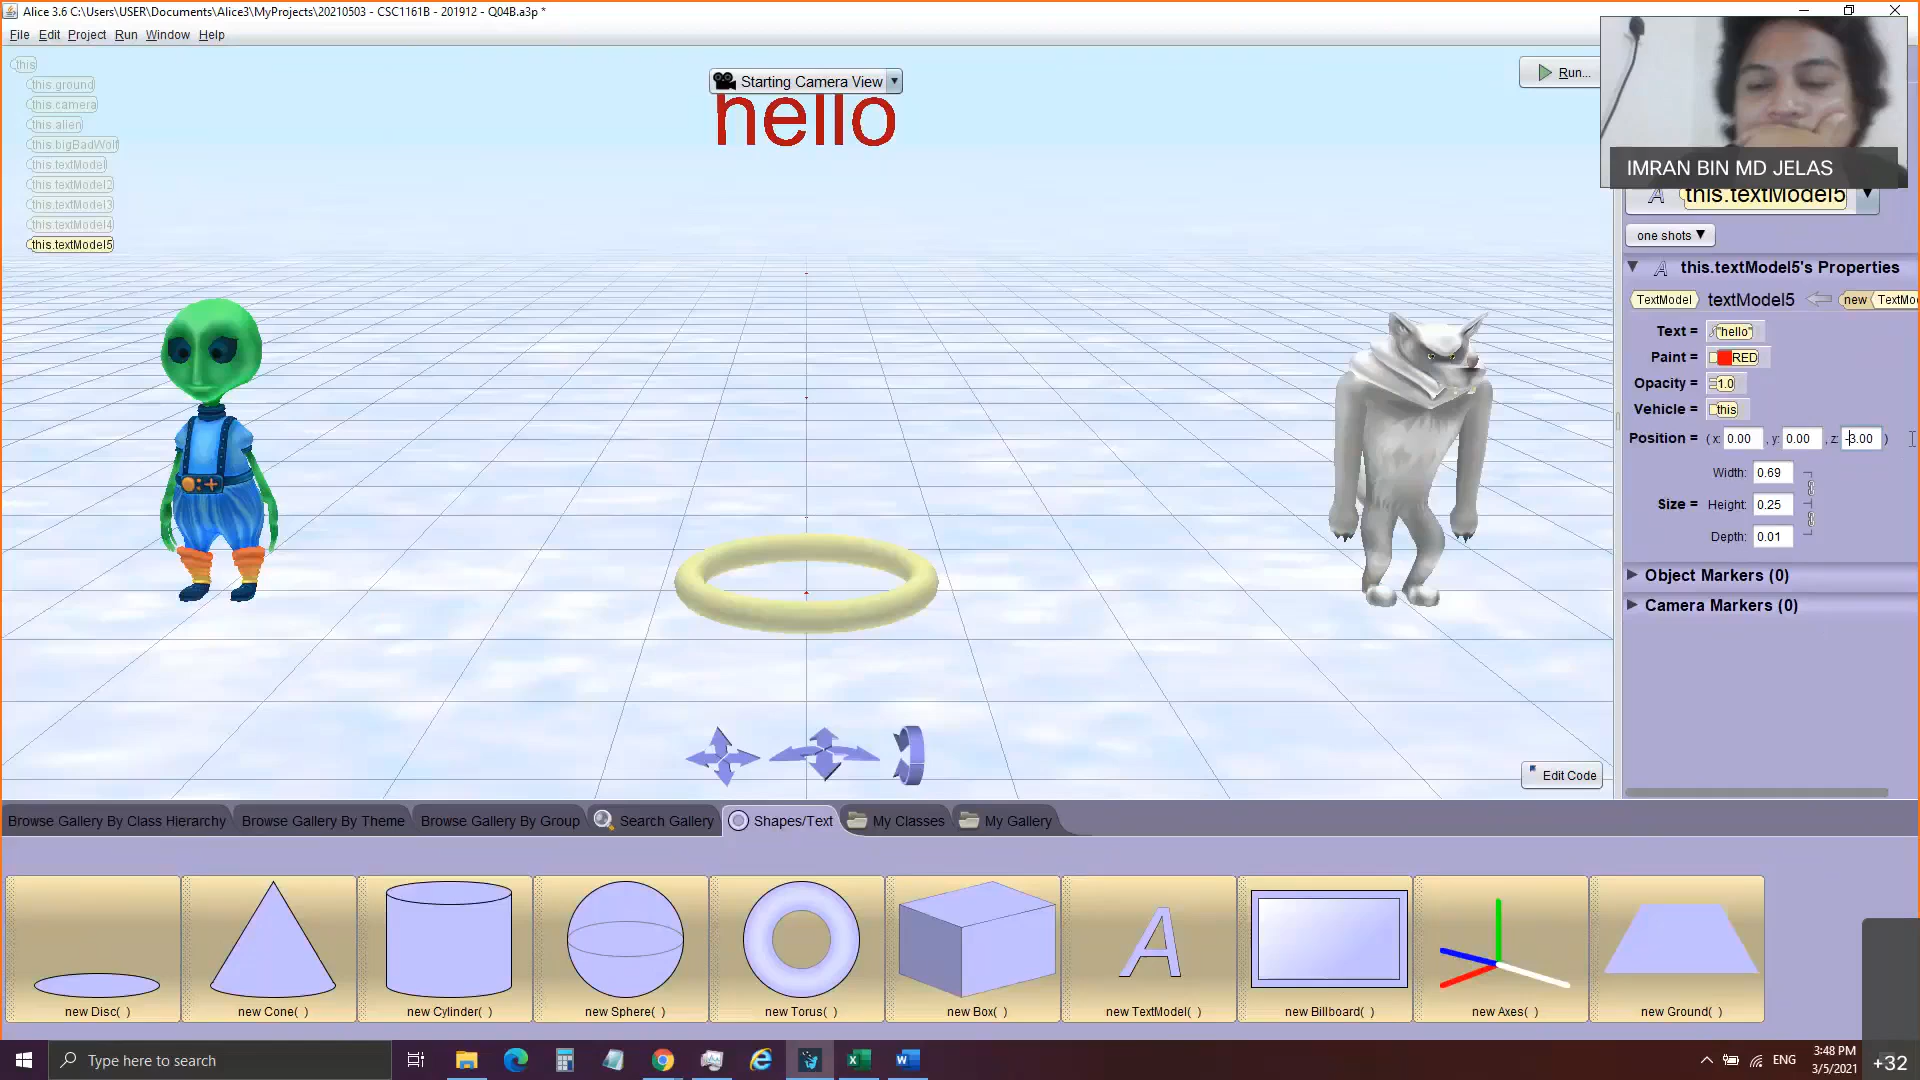 Alice 3.6 C:\Users\USER\Documents\Alice3\MyProjects\20210503 - CSC1161B - 201912 - Q04B.a3p *
File Edit Project Run Window Help
this
this.ground
this.camera
this.alien
this.bigBadWolf
this.textModel
this.textModel2
this.textModel3
this.textModel4
this.textModel5
Starting Camera View
hello
Run...
IMRAN BIN MD JELAS
this.textModel5
one shots
this.textModel5's Properties
TextModel textModel5 new TextMo
Text = "hello"
Paint = RED
Opacity = 1.0
Vehicle = this
Position = ( x: 0.00 , y: 0.00 , z: -3.00 )
Width: 0.69
Size = Height: 0.25
Depth: 0.01
Object Markers (0)
Camera Markers (0)
Edit Code
Browse Gallery By Class Hierarchy Browse Gallery By Theme Browse Gallery By Group Search Gallery Shapes/Text My Classes My Gallery
new Disc( ) new Cone( ) new Cylinder( ) new Sphere( ) new Torus( ) new Box( ) new TextModel( ) new Billboard( ) new Axes( ) new Ground( )
Type here to search
ENG
3:48 PM
3/5/2021
+32